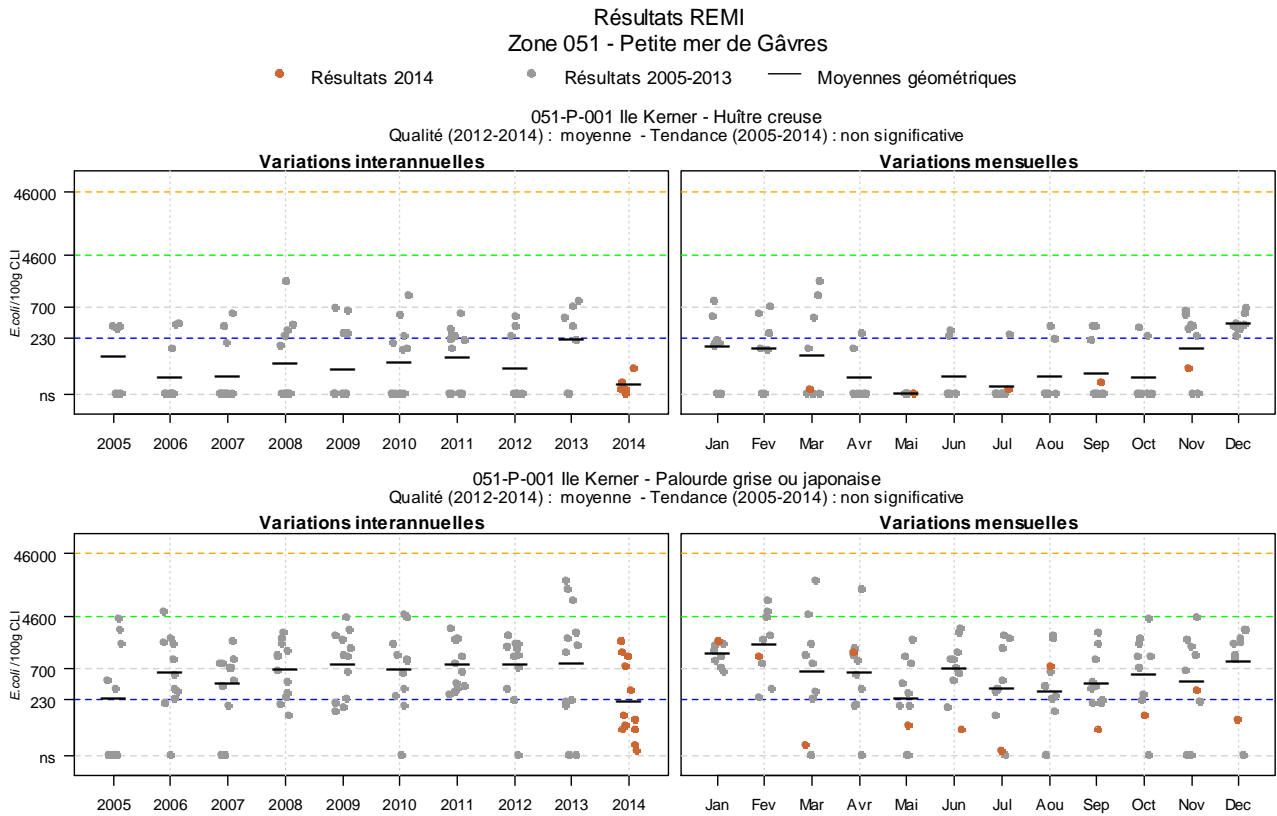 Résultats REMI
Zone 051 - Petite mer de Gâvres
Résultats 2014 Résultats 2005-2013 Moyennes géométriques
051-P-001 Ile Kerner - Huître creuse
Qualité (2012-2014) : moyenne - Tendance (2005-2014) : non significative
Variations interannuelles Variations mensuelles
E.coli/100g CLI
46000
4600
700
230
ns
2005 2006 2007 2008 2009 2010 2011 2012 2013 2014
Jan Fev Mar Avr Mai Jun Jul Aou Sep Oct Nov Dec
051-P-001 Ile Kerner - Palourde grise ou japonaise
Qualité (2012-2014) : moyenne - Tendance (2005-2014) : non significative
Variations interannuelles Variations mensuelles
E.coli/100g CLI
46000
4600
700
230
ns
2005 2006 2007 2008 2009 2010 2011 2012 2013 2014
Jan Fev Mar Avr Mai Jun Jul Aou Sep Oct Nov Dec